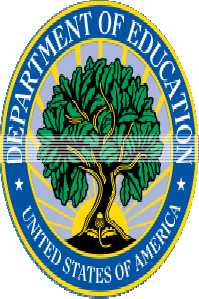 DEPARTMENT OF EDUCATION
UNITED STATES OF AMERICA